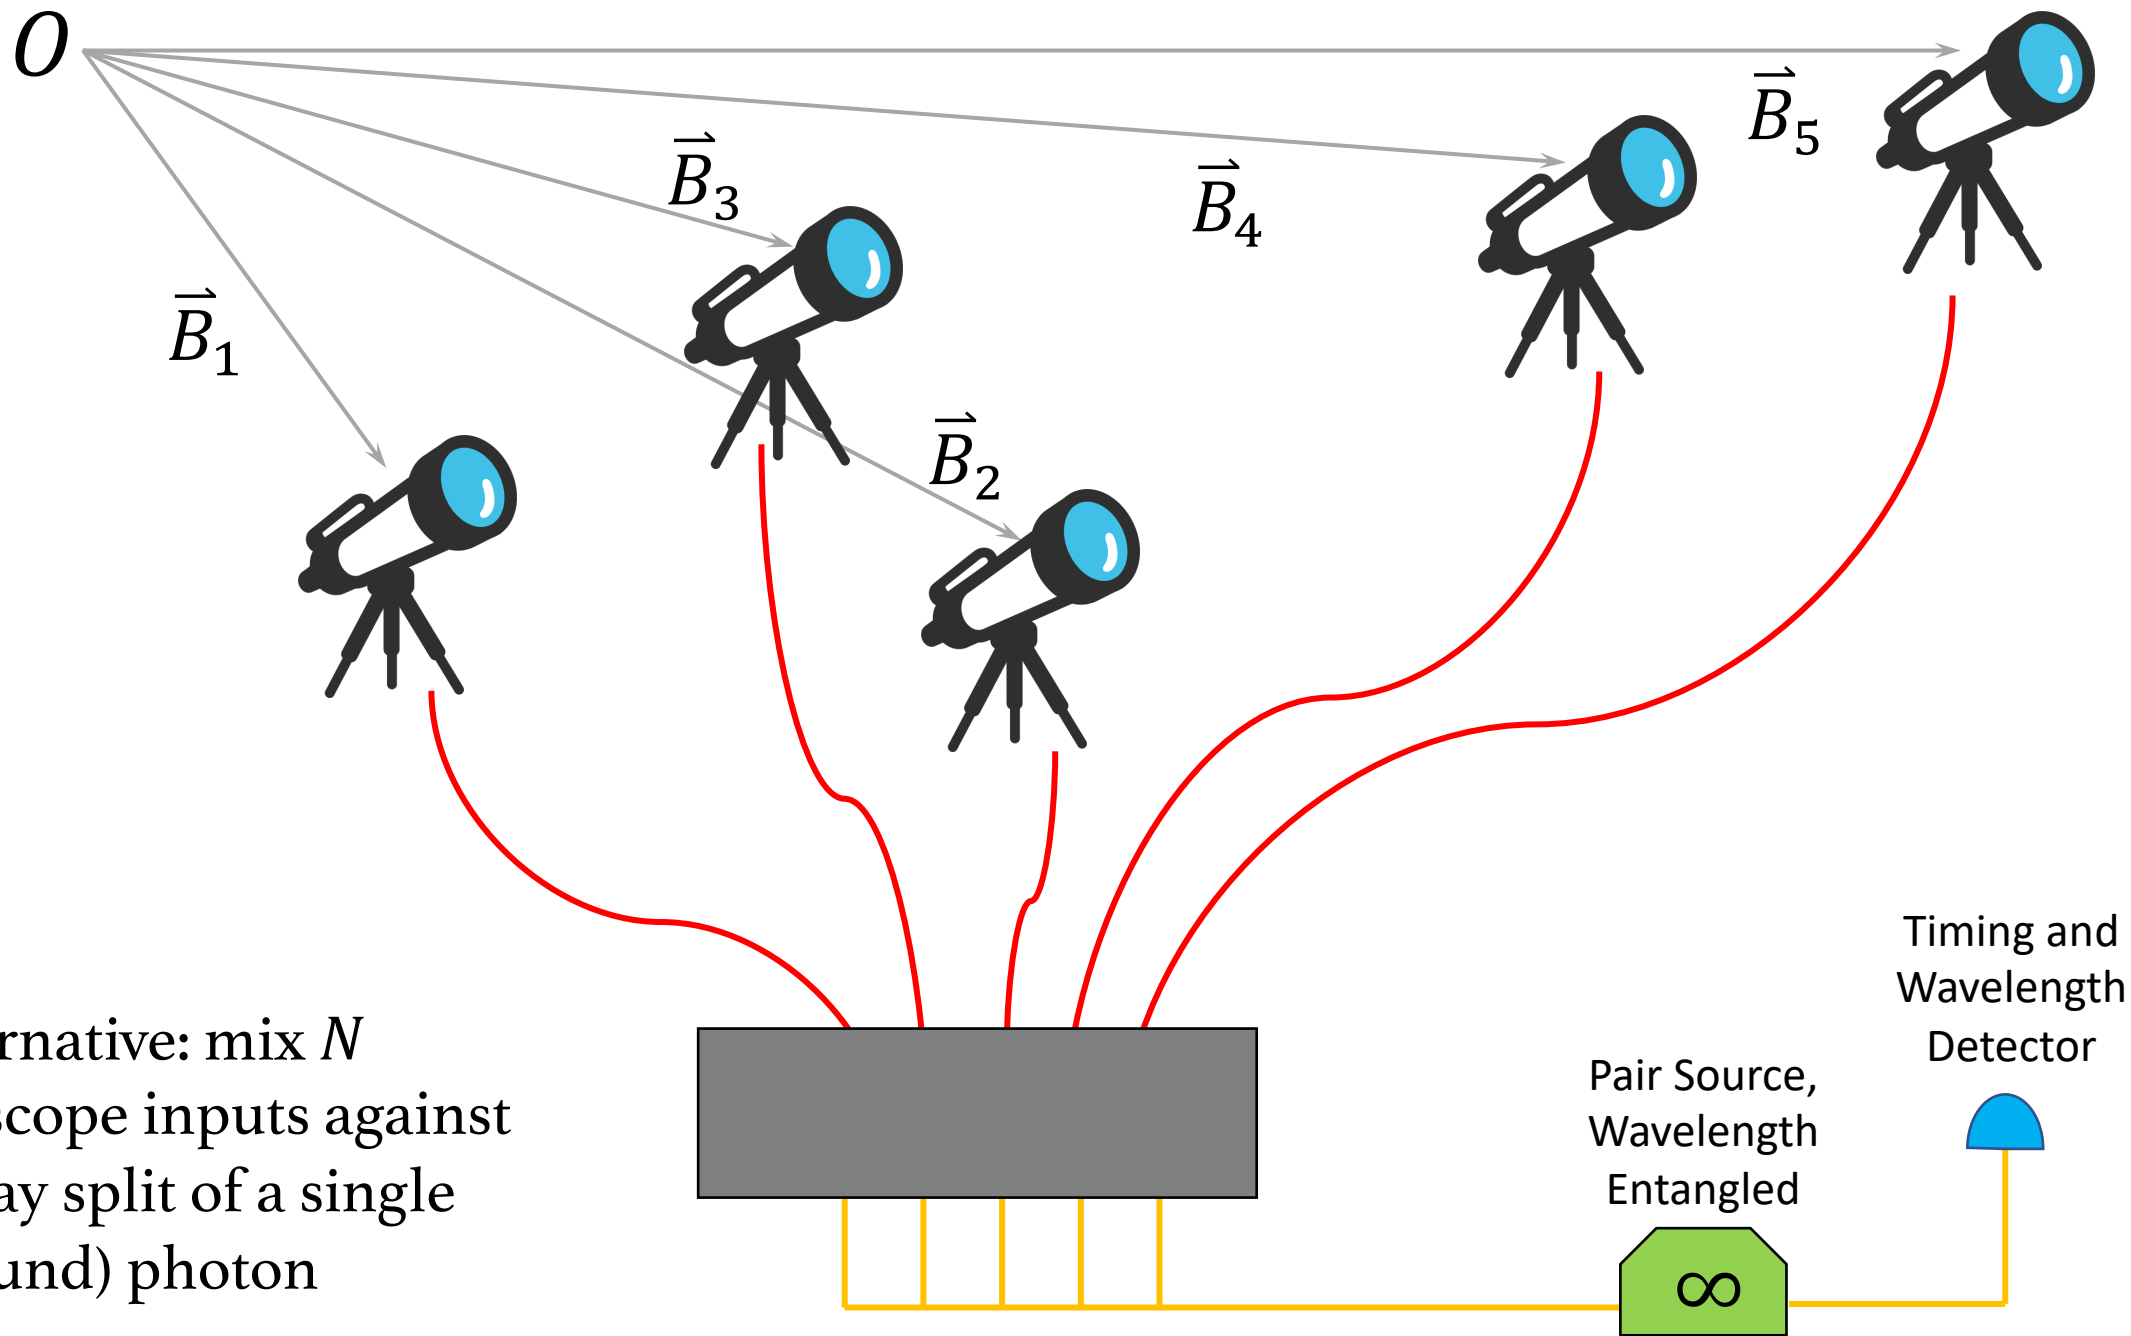 O
B⃗₅
B⃗₃
B⃗₄
B⃗₁
B⃗₂
Timing and
Wavelength
Detector
Pair Source,
Wavelength
Entangled
∞
rnative: mix N
scope inputs against
ay split of a single
und) photon